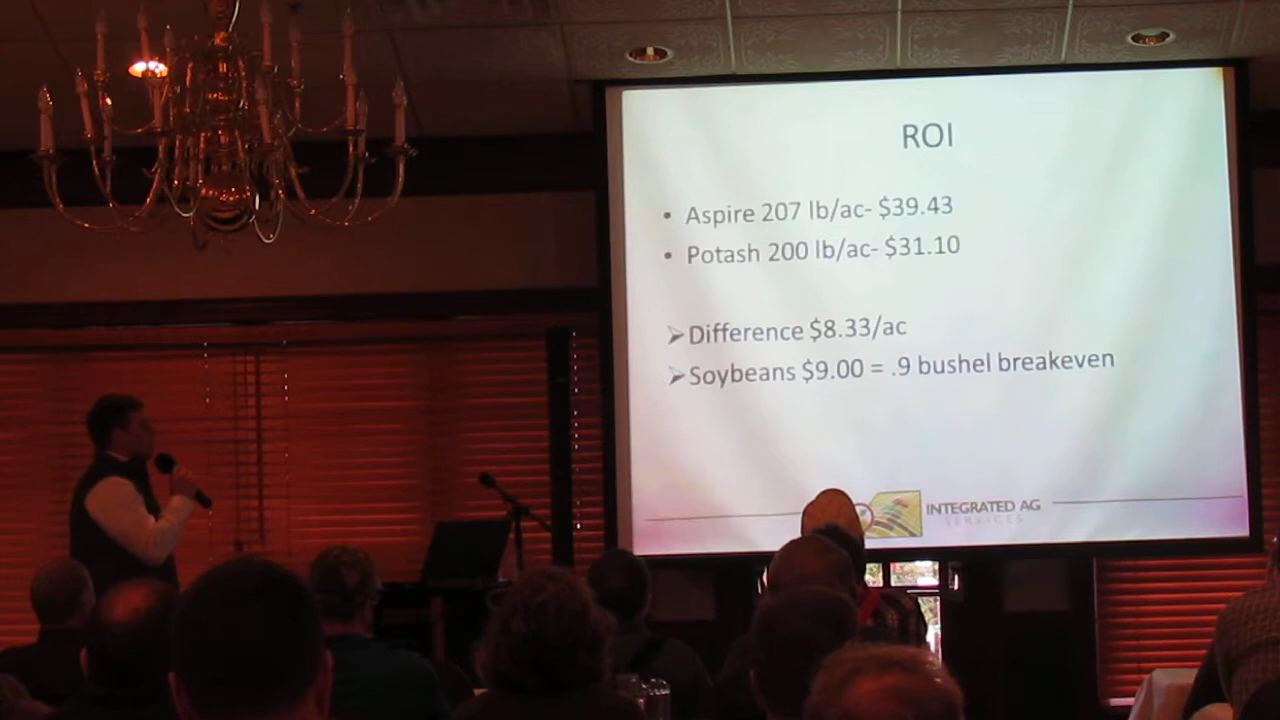 ROI
• Aspire 207 lb/ac- $39.43
• Potash 200 lb/ac- $31.10
➢Difference $8.33/ac
➢Soybeans $9.00 = .9 bushel breakeven
INTEGRATED AG
SERVICES